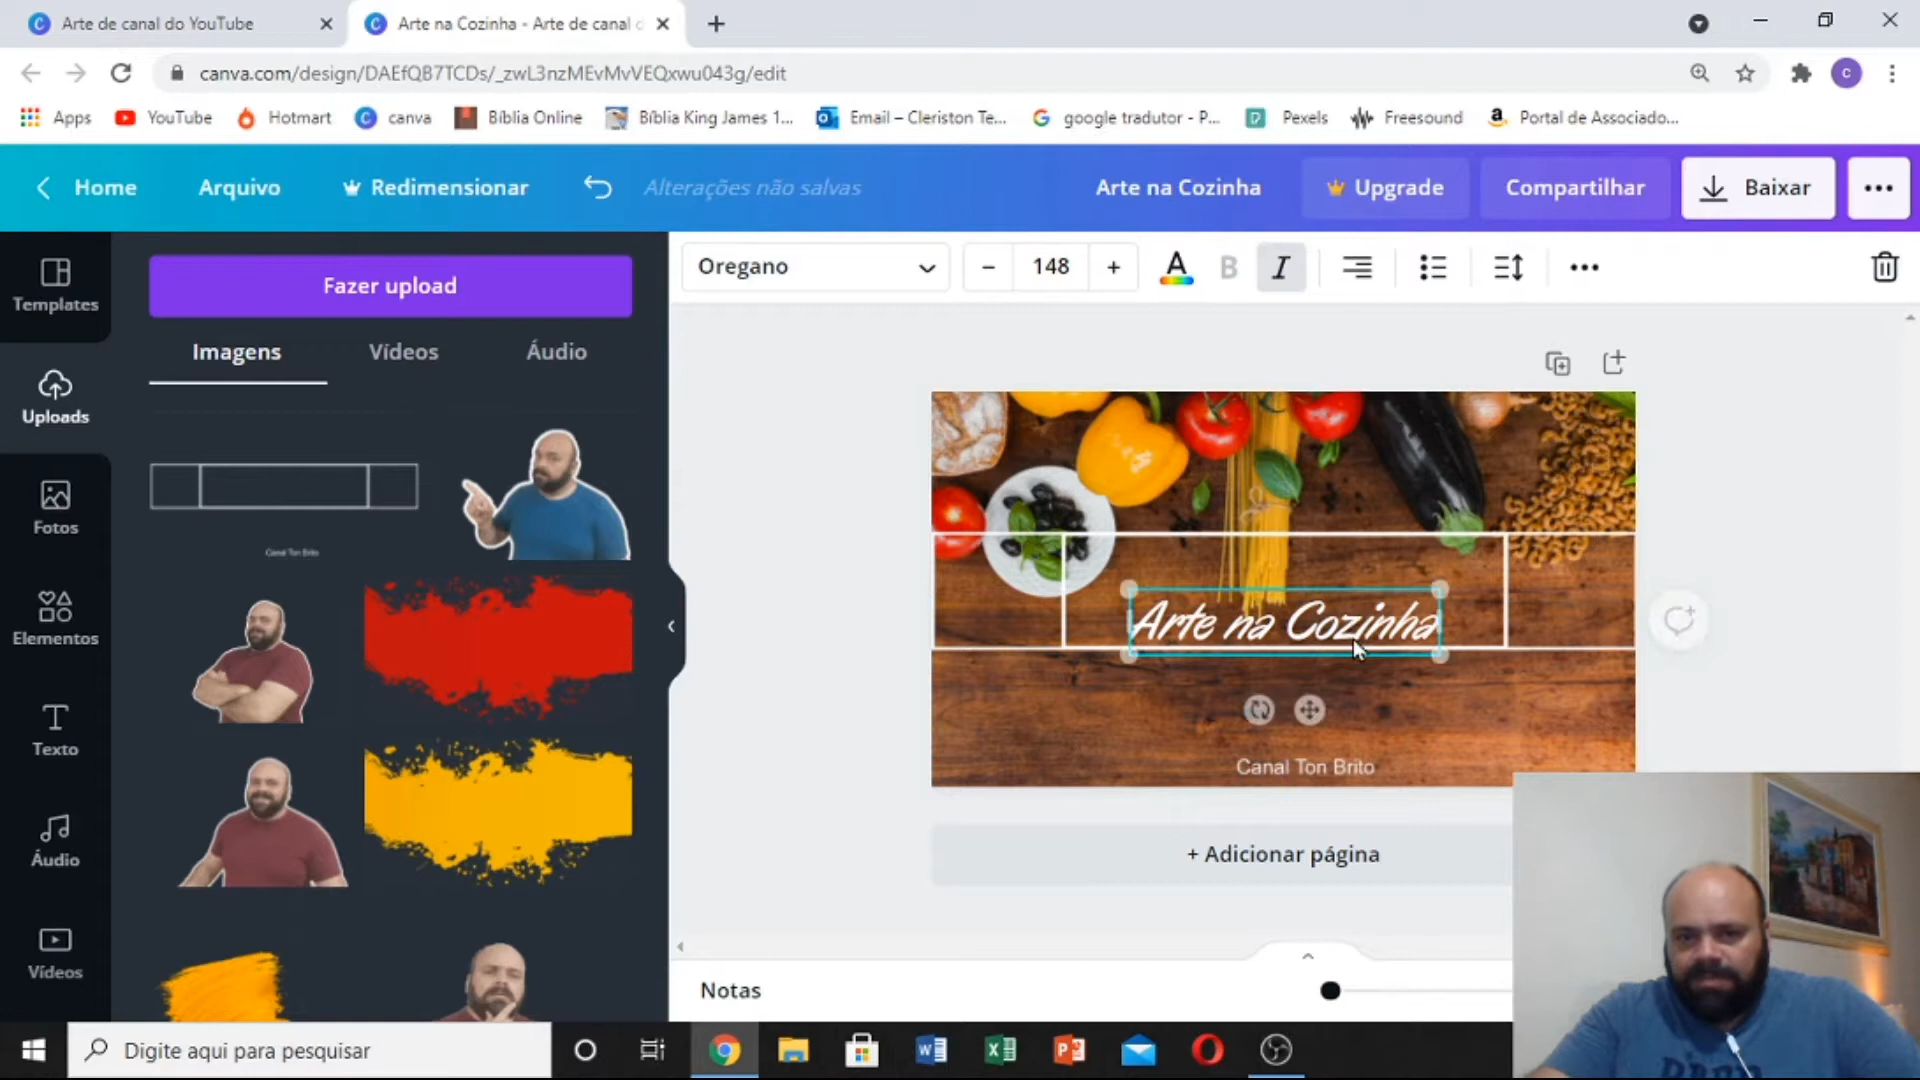 Arte de canal do YouTube
Arte na Cozinha - Arte de canal d
canva.com/design/DAEfQB7TCDs/_zwL3nzMEvMvVEQxwu043g/edit
C
Apps
YouTube
Hotmart
canva
Bíblia Online
Bíblia King James 1...
Email – Cleriston Te...
google tradutor - P...
Pexels
Freesound
Portal de Associado...
Home
Arquivo
Redimensionar
Alterações não salvas
Arte na Cozinha
Upgrade
Compartilhar
Baixar
Templates
Uploads
Fotos
Elementos
Texto
Áudio
Vídeos
Fazer upload
Imagens
Vídeos
Áudio
Canal Ton Brito
Oregano
148
A
B
I
Arte na Cozinha
Canal Ton Brito
+ Adicionar página
Notas
Digite aqui para pesquisar